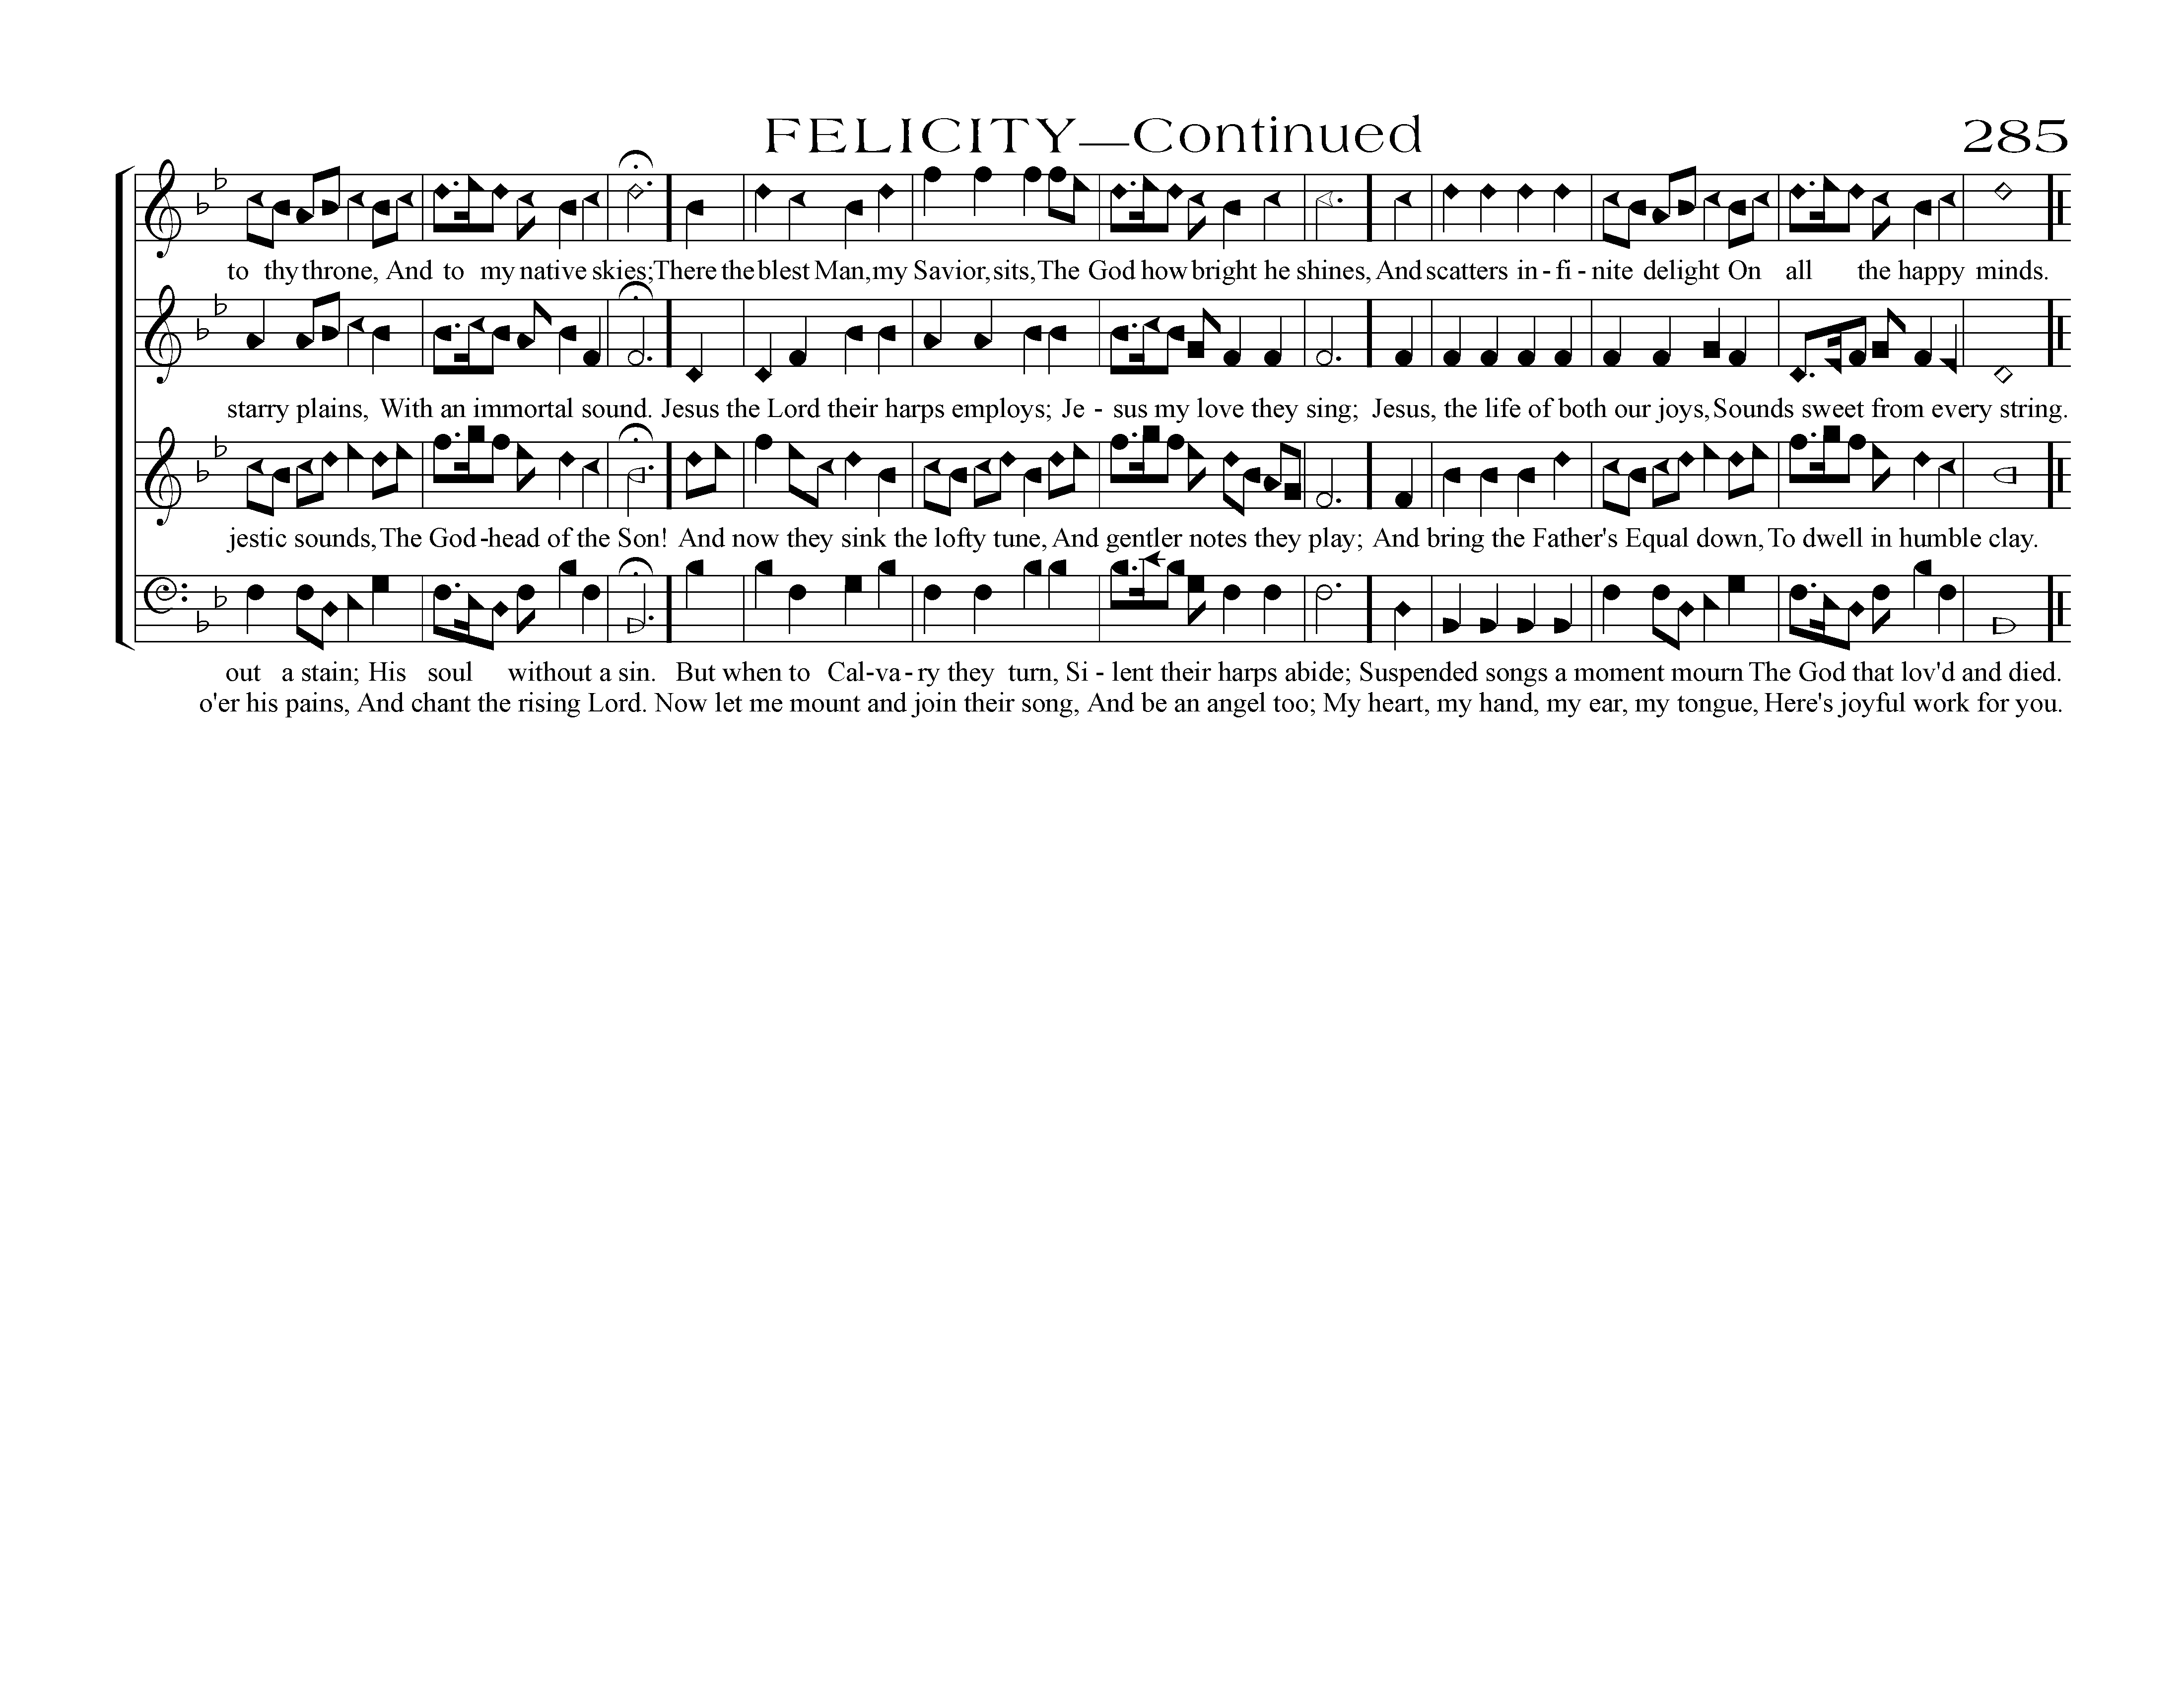 FELICITY—Continued 285
to thy throne, And to my native skies; There the blest Man, my Savior, sits, The God how bright he shines, And scatters in-fi-nite delight On all the happy minds.
starry plains, With an immortal sound. Jesus the Lord their harps employs; Je-sus my love they sing; Jesus, the life of both our joys, Sounds sweet from every string.
jestic sounds, The God-head of the Son! And now they sink the lofty tune, And gentler notes they play; And bring the Father's Equal down, To dwell in humble clay.
out a stain; His soul without a sin. But when to Cal-va-ry they turn, Si-lent their harps abide; Suspended songs a moment mourn The God that lov'd and died.
o'er his pains, And chant the rising Lord. Now let me mount and join their song, And be an angel too; My heart, my hand, my ear, my tongue, Here's joyful work for you.